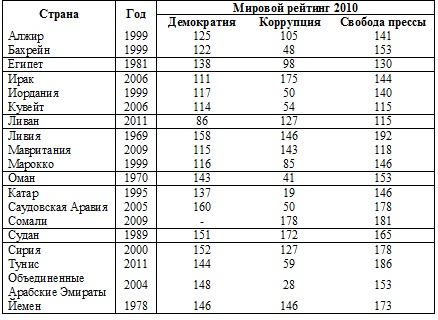 Страна Год Мировой рейтинг 2010
Демократия Коррупция Свобода прессы
Алжир 1999 125 105 141
Бахрейн 1999 122 48 153
Египет 1981 138 98 130
Ирак 2006 111 175 144
Иордания 1999 117 50 140
Кувейт 2006 114 54 115
Ливан 2011 86 127 115
Ливия 1969 158 146 192
Мавритания 2009 115 143 118
Марокко 1999 116 85 146
Оман 1970 143 41 153
Катар 1995 137 19 146
Саудовская Аравия 2005 160 50 178
Сомали 2009 - 178 181
Судан 1989 151 172 165
Сирия 2000 152 127 178
Тунис 2011 144 59 186
Объединенные
Арабские Эмираты 2004 148 28 153
Йемен 1978 146 146 173